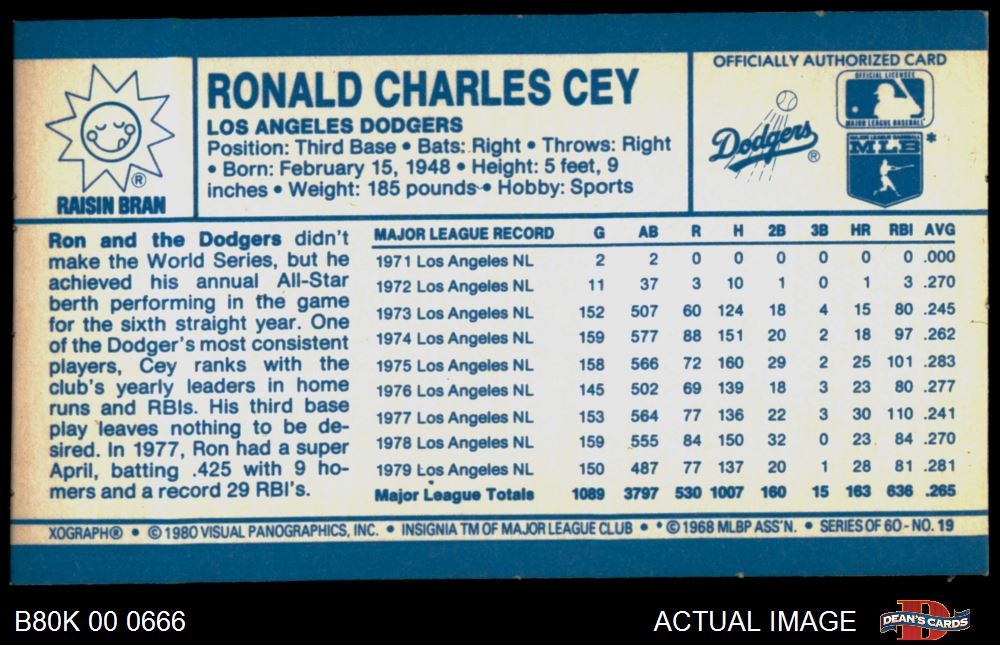 RAISIN BRAN
®
RONALD CHARLES CEY
LOS ANGELES DODGERS
Position: Third Base • Bats: Right • Throws: Right
• Born: February 15, 1948 • Height: 5 feet, 9
inches • Weight: 185 pounds • Hobby: Sports
OFFICIALLY AUTHORIZED CARD
Dodgers ®
OFFICIAL LICENSEE
MAJOR LEAGUE BASEBALL
MAJOR LEAGUE BASEBALL
MLB *
Ron and the Dodgers didn't
make the World Series, but he
achieved his annual All-Star
berth performing in the game
for the sixth straight year. One
of the Dodger's most consistent
players, Cey ranks with the
club's yearly leaders in home
runs and RBIs. His third base
play leaves nothing to be de-
sired. In 1977, Ron had a super
April, batting .425 with 9 ho-
mers and a record 29 RBI's.
MAJOR LEAGUE RECORD G AB R H 2B 3B HR RBI AVG
1971 Los Angeles NL 2 2 0 0 0 0 0 0 .000
1972 Los Angeles NL 11 37 3 10 1 0 1 3 .270
1973 Los Angeles NL 152 507 60 124 18 4 15 80 .245
1974 Los Angeles NL 159 577 88 151 20 2 18 97 .262
1975 Los Angeles NL 158 566 72 160 29 2 25 101 .283
1976 Los Angeles NL 145 502 69 139 18 3 23 80 .277
1977 Los Angeles NL 153 564 77 136 22 3 30 110 .241
1978 Los Angeles NL 159 555 84 150 32 0 23 84 .270
1979 Los Angeles NL 150 487 77 137 20 1 28 81 .281
Major League Totals 1089 3797 530 1007 160 15 163 636 .265
XOGRAPH® • © 1980 VISUAL PANOGRAPHICS, INC. • INSIGNIA TM OF MAJOR LEAGUE CLUB • * © 1968 MLBP ASS'N. • SERIES OF 60 - NO. 19
B80K 00 0666
ACTUAL IMAGE
D
DEAN'S CARDS